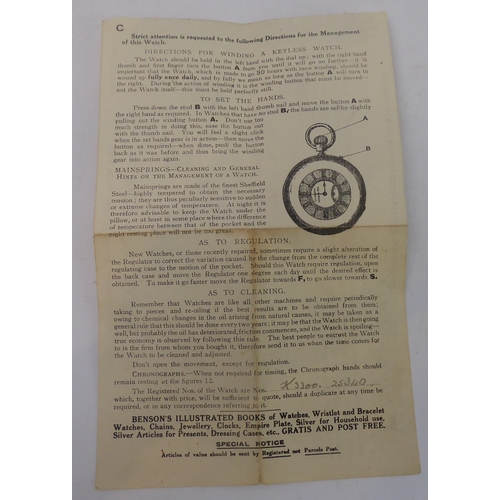 C
Strict attention is requested to the following Directions for the Management
of this Watch.
DIRECTIONS FOR WINDING A KEYLESS WATCH.
The Watch should be held in the left hand with the dial up; with the right hand
thumb and first finger turn the button A from you until it will go no further—it is
important that the Watch, which is made to go 30 hours with once winding, should be
wound up fully once daily, and by fully we mean as long as the button A will turn to
the right. During the action of winding it is the winding button that must be moved—
not the Watch itself—this must be held perfectly still.
TO SET THE HANDS.
Press down the stud B with the left hand thumb nail and move the button A with
the right hand as required. In Watches that have no stud B, the hands are set by slightly
pulling out the winding button A. Don't use too
much strength in doing this, ease the button out
with the thumb nail. You will feel a slight click
when the set hands gear is in action—then move the
button as required—when done, push the button
back as it was before and thus bring the winding
gear into action again.
A
B
MAINSPRINGS—CLEANING AND GENERAL
HINTS ON THE MANAGEMENT OF A WATCH.
Mainsprings are made of the finest Sheffield
Steel—highly tempered to obtain the necessary
tension; they are thus peculiarly sensitive to sudden
or extreme changes of temperature. At night it is
therefore advisable to keep the Watch under the
pillow, or at least in some place where the difference
of temperature between that of the pocket and the
night resting place will not be too great.
AS TO REGULATION.
New Watches, or those recently repaired, sometimes require a slight alteration of
the Regulator to correct the variation caused by the change from the complete rest of the
regulating case to the motion of the pocket. Should this Watch require regulation, open
the back case and move the Regulator one degree each day until the desired effect is
obtained. To make it go faster move the Regulator towards F, to go slower towards S.
AS TO CLEANING.
Remember that Watches are like all other machines and require periodically
taking to pieces and re-oiling if the best results are to be obtained from them;
owing to chemical changes in the oil arising from natural causes, it may be taken as a
general rule that this should be done every two years; it may be that the Watch is then going
well, but probably the oil has deteriorated, friction commences, and the Watch is spoiling—
true economy is observed by following this rule. The best people to entrust the Watch
to is the firm from whom you bought it, therefore send it to us when the time comes for
the Watch to be cleaned and adjusted.
Don't open the movement, except for regulation.
CHRONOGRAPHS.—When not required for timing, the Chronograph hands should
remain resting at the figures 12.
The Registered Nos. of the Watch are Nos.
which, together with price, will be sufficient to quote, should a duplicate at any time be
required, or in any correspondence referring to it.
BENSON'S ILLUSTRATED BOOKS of Watches, Wristlet and Bracelet
Watches, Chains, Jewellery, Clocks, Empire Plate, Silver for Household use,
Silver Articles for Presents, Dressing Cases, etc., GRATIS AND POST FREE.
SPECIAL NOTICE
Articles of value should be sent by Registered not Parcels Post.